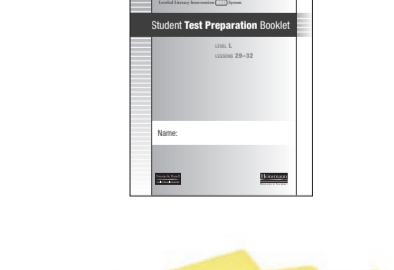 Leveled Literacy Intervention System
Student Test Preparation Booklet
LEVEL L
LESSONS 29–32
Name:
Heinemann